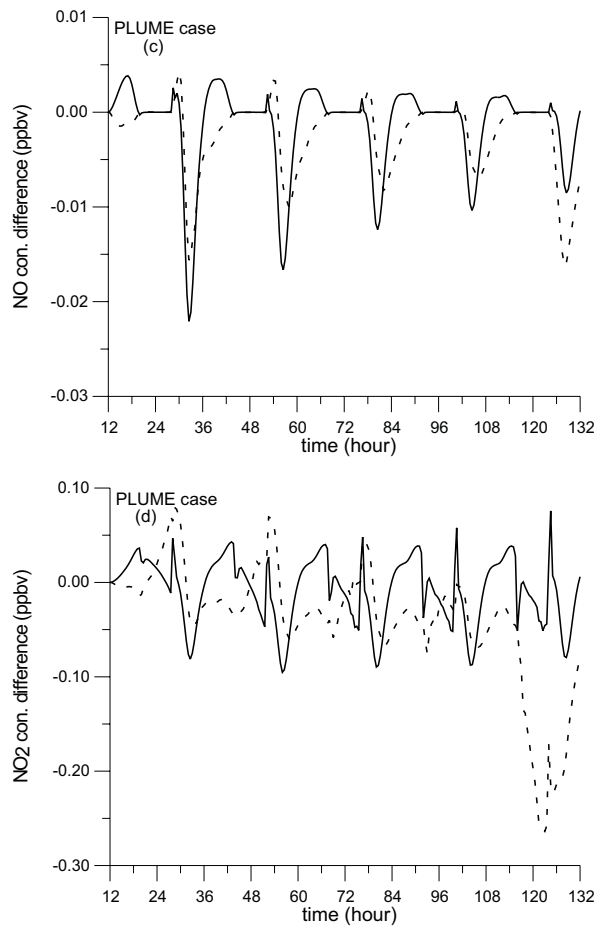 0.01
PLUME case
(c)
0.00
-0.01
-0.02
-0.03
NO con. difference (ppbv)
12 24 36 48 60 72 84 96 108 120 132
time (hour)
0.10
PLUME case
(d)
0.00
-0.10
-0.20
-0.30
NO2 con. difference (ppbv)
12 24 36 48 60 72 84 96 108 120 132
time (hour)